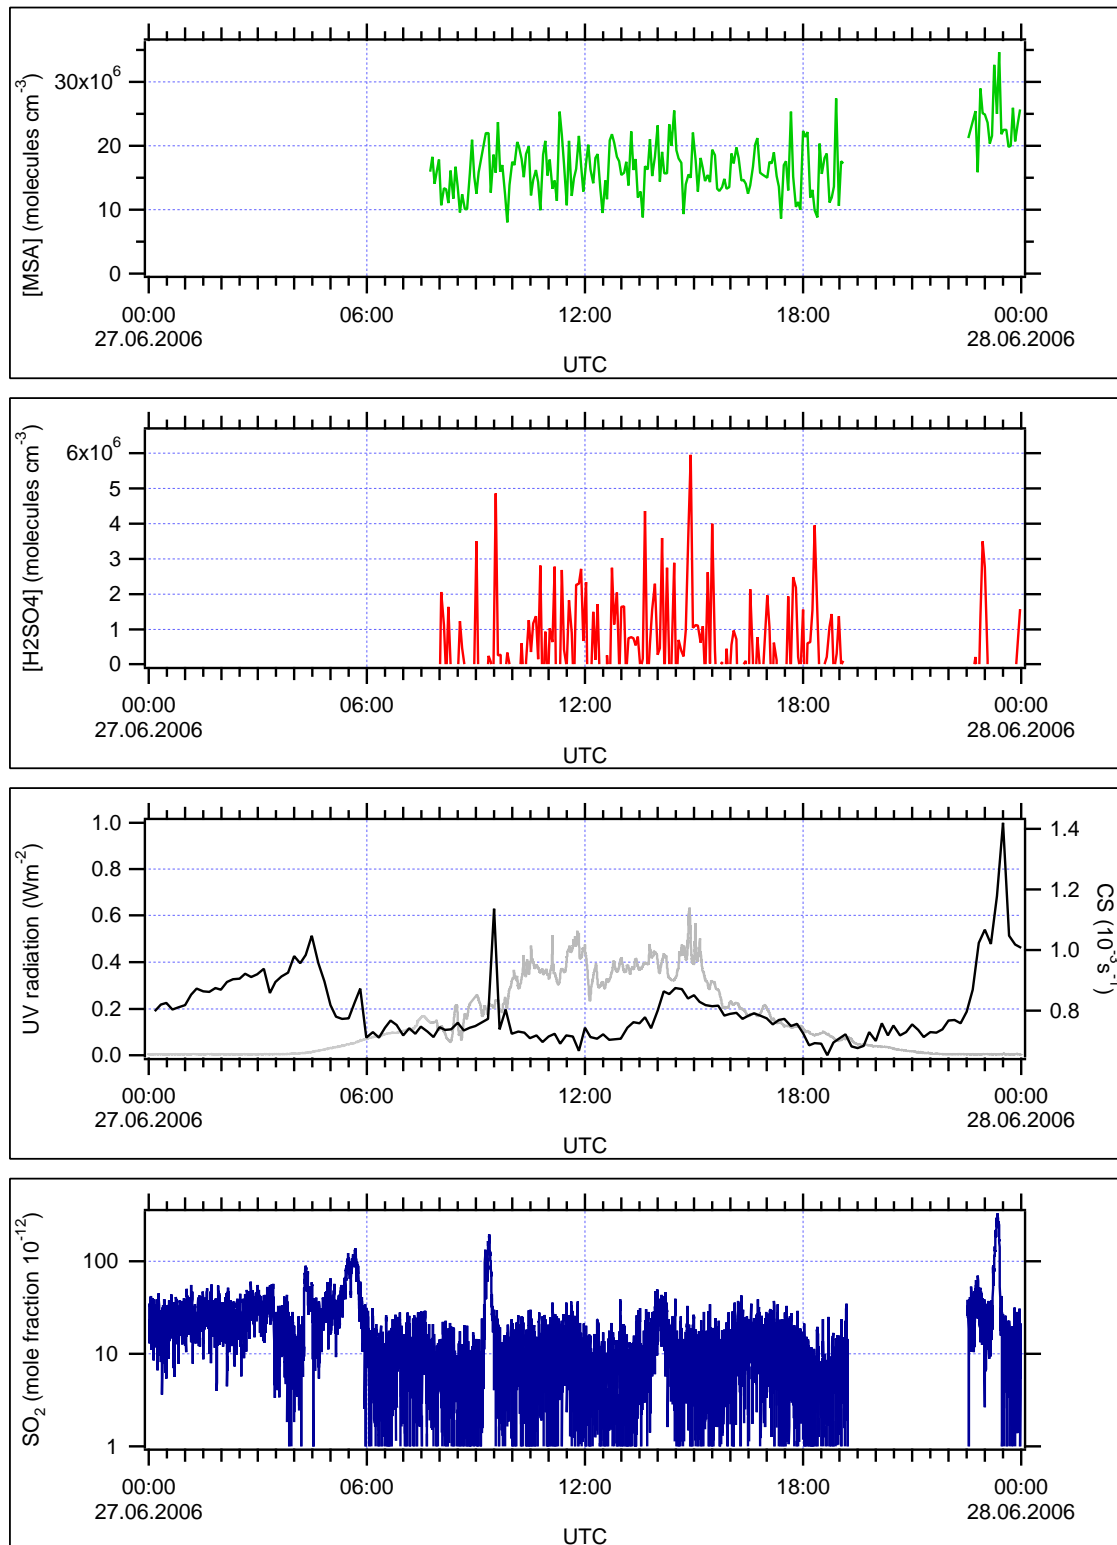 [MSA] (molecules cm-3)
30x10^6
20
10
0
00:00 06:00 12:00 18:00 00:00
27.06.2006 28.06.2006
UTC
[H2SO4] (molecules cm-3)
6x10^6
5
4
3
2
1
0
00:00 06:00 12:00 18:00 00:00
27.06.2006 28.06.2006
UTC
UV radiation (Wm-2)
1.0
0.8
0.6
0.4
0.2
0.0
1.4
1.2
1.0
0.8
CS (10-3s-1)
00:00 06:00 12:00 18:00 00:00
27.06.2006 28.06.2006
UTC
SO2 (mole fraction 10-12)
100
10
1
00:00 06:00 12:00 18:00 00:00
27.06.2006 28.06.2006
UTC